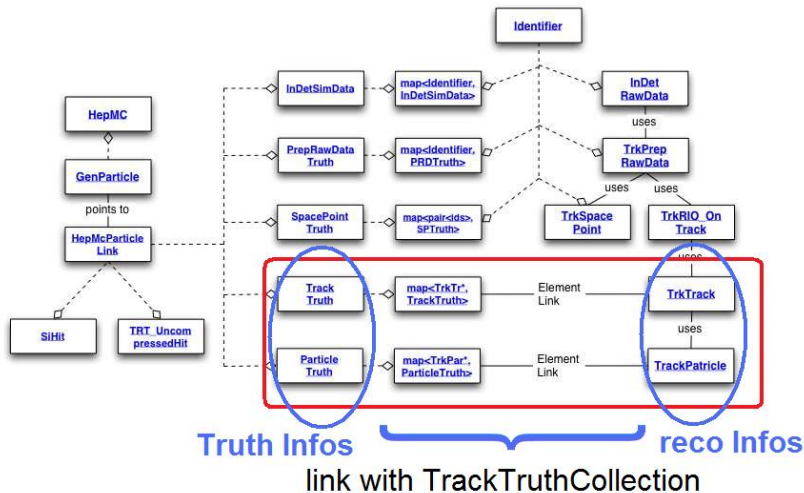 Identifier
InDetSimData
map<Identifier,
InDetSimData>
InDet
RawData
HepMC
uses
PrepRawData
Truth
map<Identifier,
PRDTruth>
TrkPrep
RawData
GenParticle
uses
uses
points to
SpacePoint
Truth
map<pair<ids>,
SPTruth>
TrkSpace
Point
TrkRIO_On
Track
HepMcParticle
Link
uses
Track
Truth
map<TrkTr*,
TrackTruth>
Element
Link
TrkTrack
SiHit
TRT_Uncom
pressedHit
uses
Particle
Truth
map<TrkPar*,
ParticleTruth>
Element
Link
TrackPatricle
Truth Infos
reco Infos
link with TrackTruthCollection